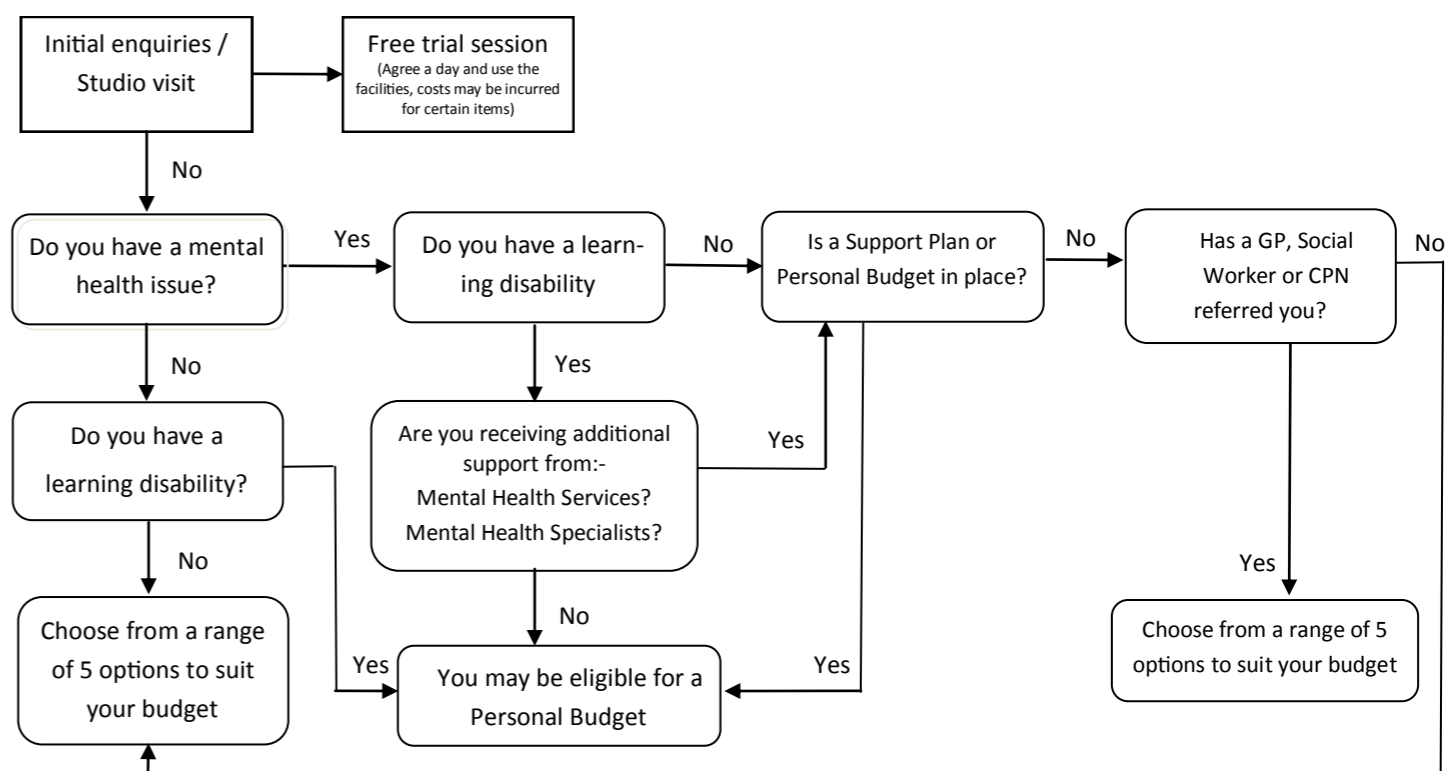 Initial enquiries /
Studio visit
Free trial session
(Agree a day and use the
facilities, costs may be incurred
for certain items)
No
Do you have a mental
health issue?
Yes
Do you have a learn-
ing disability
No
Is a Support Plan or
Personal Budget in place?
No
Has a GP, Social
Worker or CPN
referred you?
No
No
Yes
Do you have a
learning disability?
Are you receiving additional
support from:-
Mental Health Services?
Mental Health Specialists?
Yes
No
No
Yes
Choose from a range
of 5 options to suit
your budget
Yes
You may be eligible for a
Personal Budget
Yes
Choose from a range of 5
options to suit your budget